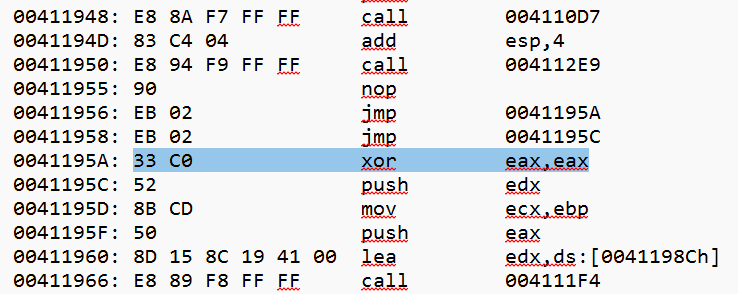 00411948: E8 8A F7 FF FF call 004110D7
0041194D: 83 C4 04 add esp,4
00411950: E8 94 F9 FF FF call 004112E9
00411955: 90 nop
00411956: EB 02 jmp 0041195A
00411958: EB 02 jmp 0041195C
0041195A: 33 C0 xor eax,eax
0041195C: 52 push edx
0041195D: 8B CD mov ecx,ebp
0041195F: 50 push eax
00411960: 8D 15 8C 19 41 00 lea edx,ds:[0041198Ch]
00411966: E8 89 F8 FF FF call 004111F4